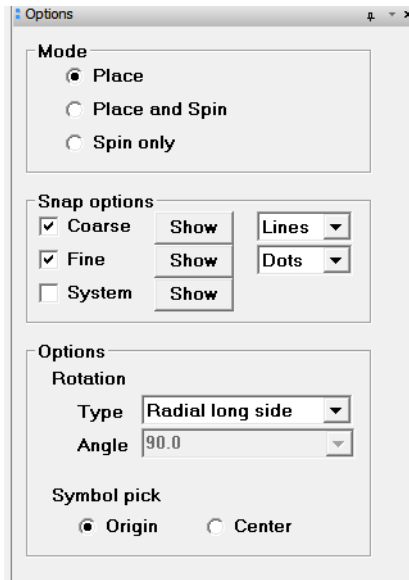 Options
Mode
Place
Place and Spin
Spin only
Snap options
Coarse Show Lines
Fine Show Dots
System Show
Options
Rotation
Type Radial long side
Angle 90.0
Symbol pick
Origin Center